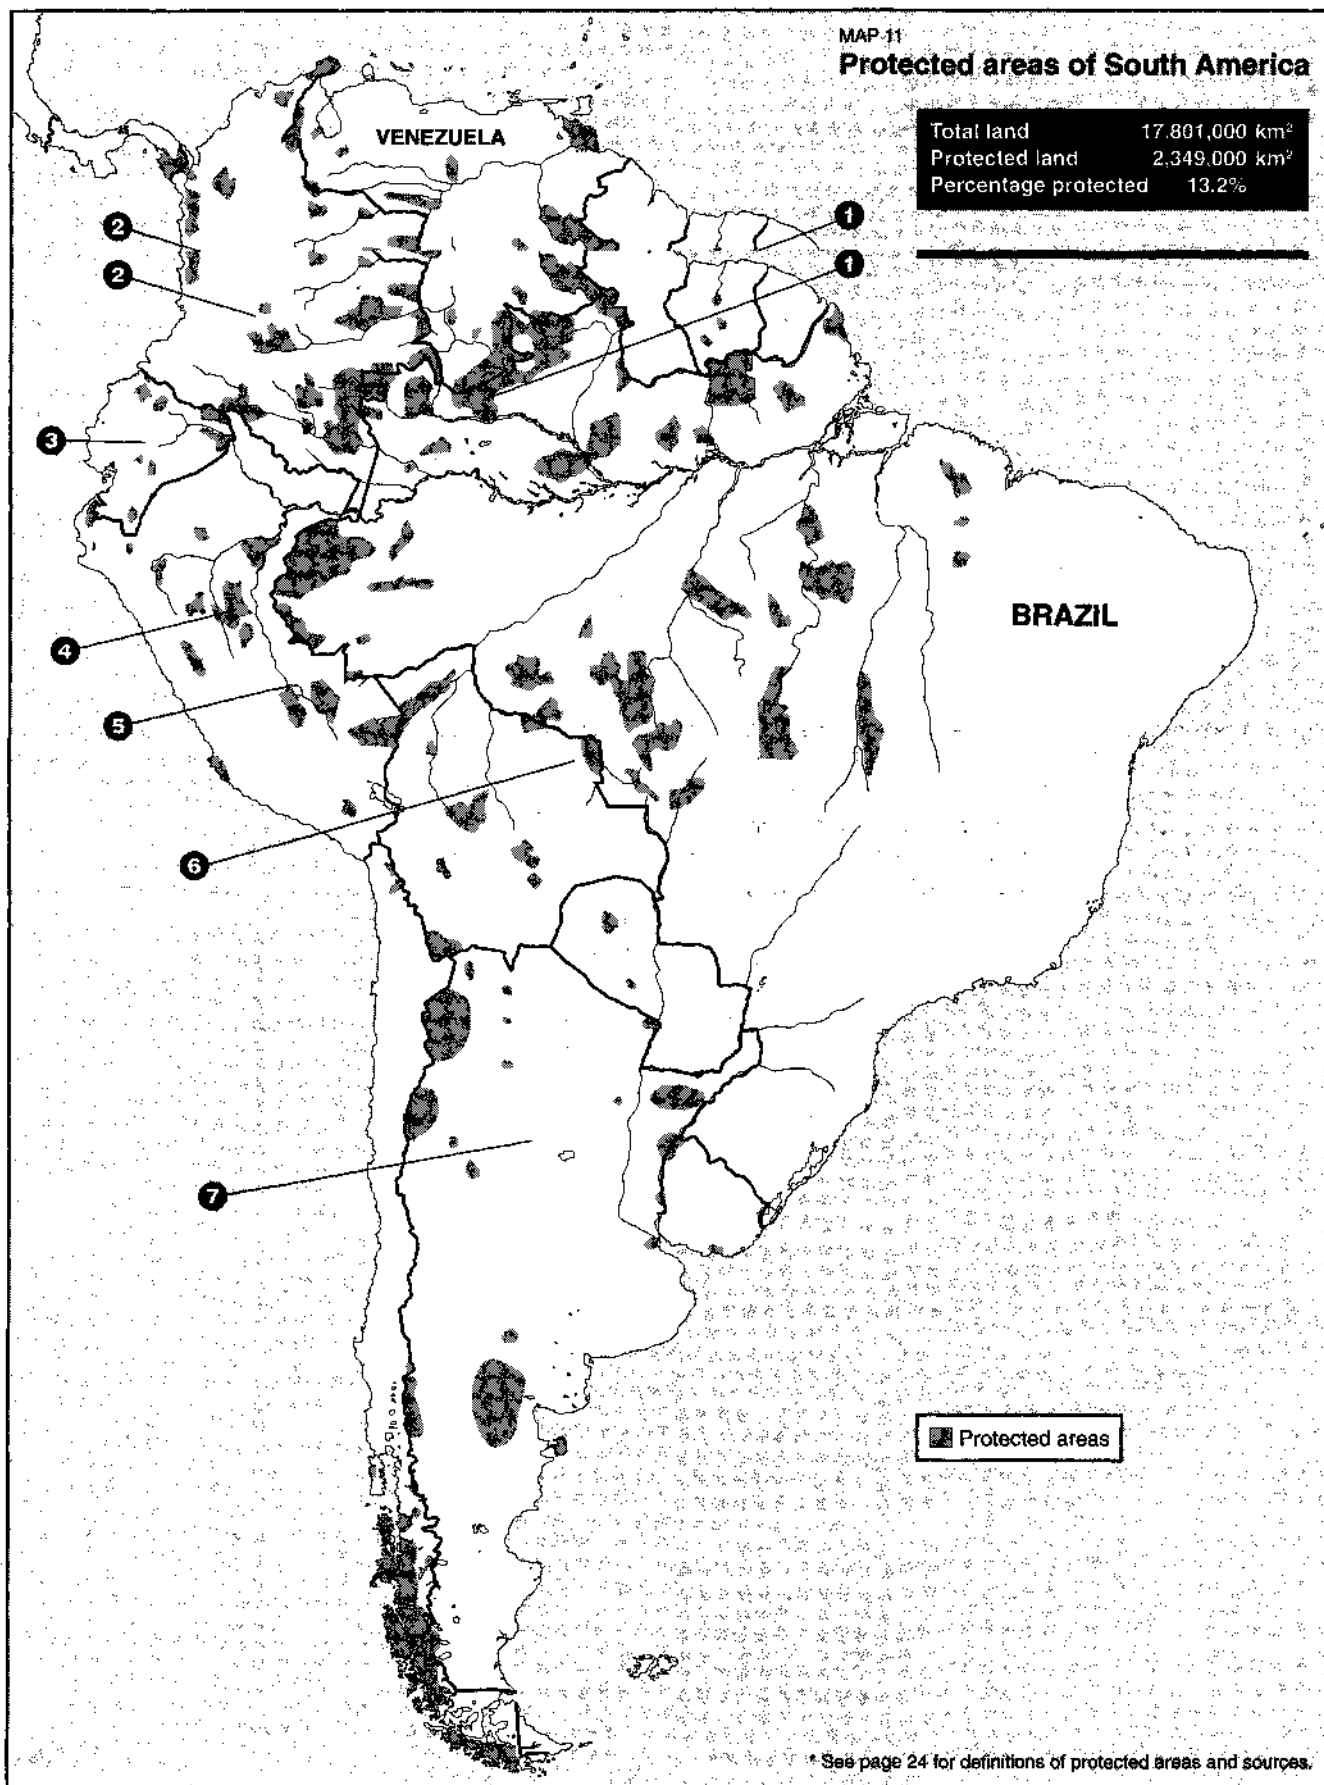 MAP 11
Protected areas of South America
Total land 17.801,000 km²
Protected land 2,349,000 km²
Percentage protected 13.2%
VENEZUELA
1
2
1
2
3
BRAZIL
4
5
6
7
Protected areas
* See page 24 for definitions of protected areas and sources.